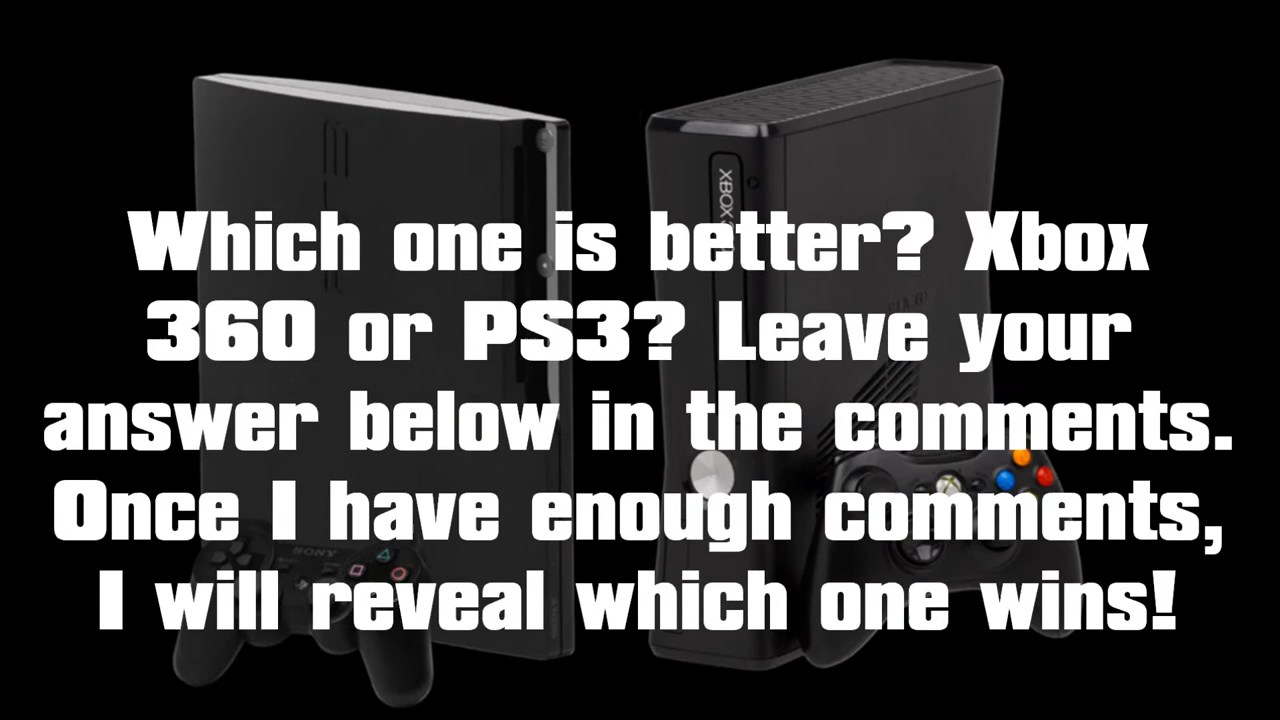 Which one is better? Xbox
360 or PS3? Leave your
answer below in the comments.
Once I have enough comments,
I will reveal which one wins!
XBOX
SONY